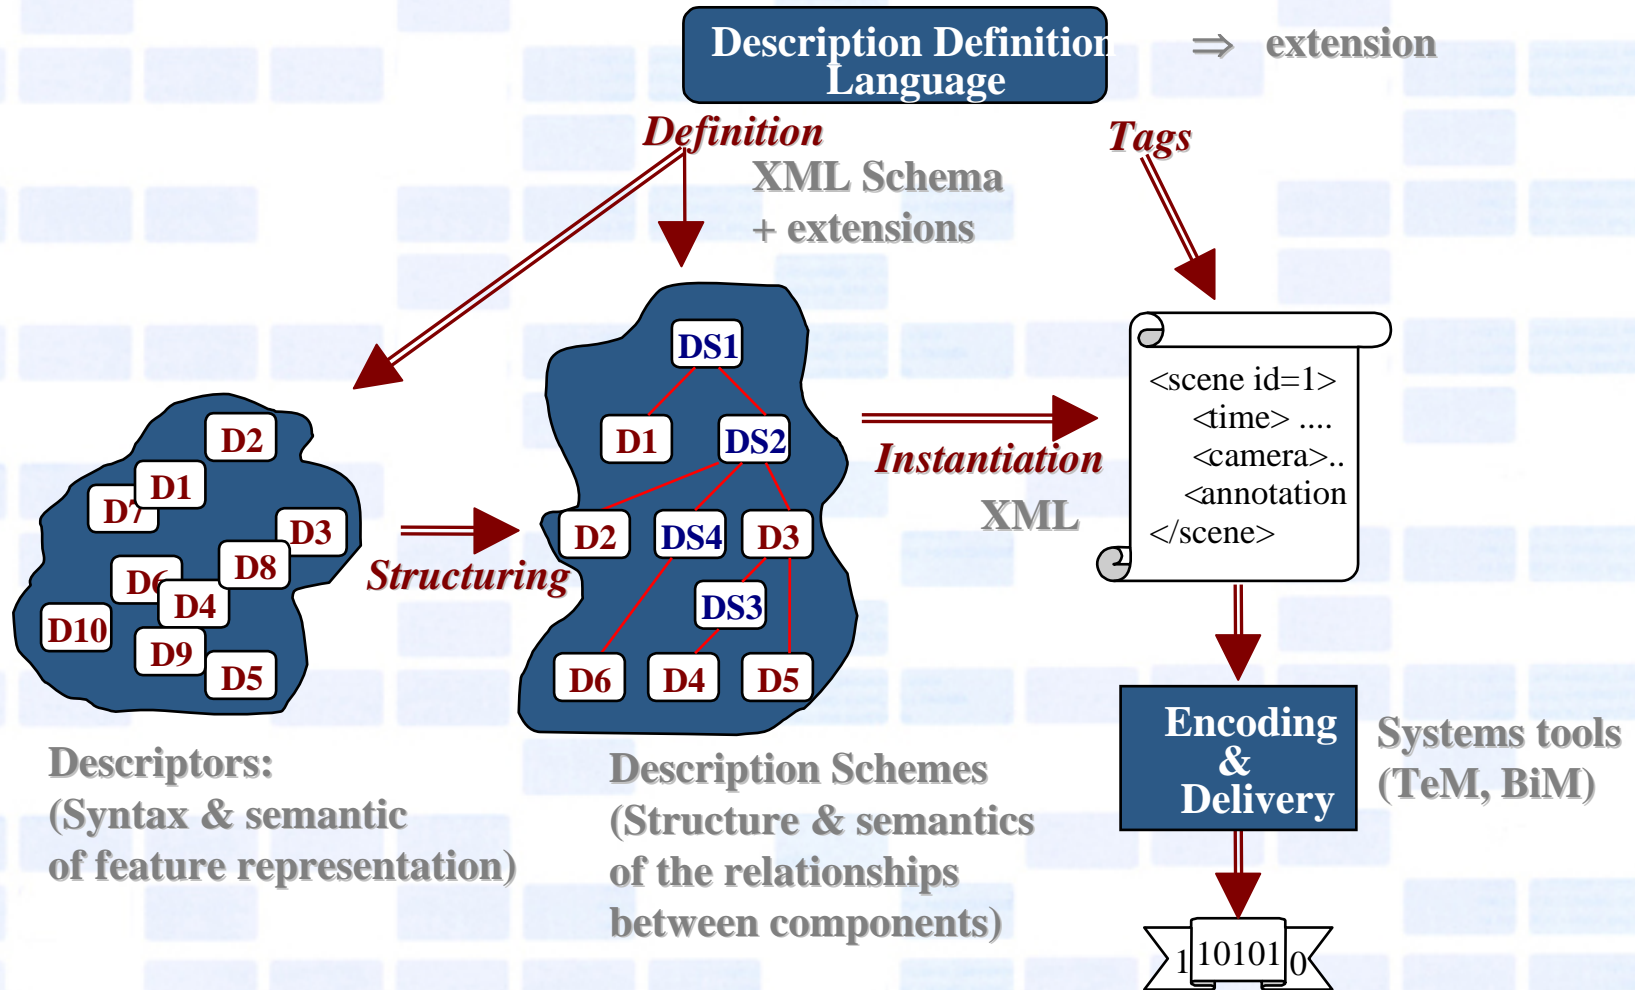 Description Definition
Language
⇒ extension
Definition
Tags
XML Schema
+ extensions
DS1
D1
DS2
D2
DS4
D3
DS3
D6
D4
D5
D2
D1
D7
D3
D8
D6
D4
D10
D9
D5
Structuring
Instantiation
XML
<scene id=1>
<time> ....
<camera>..
<annotation
</scene>
Descriptors:
(Syntax & semantic
of feature representation)
Description Schemes
(Structure & semantics
of the relationships
between components)
Encoding
&
Delivery
Systems tools
(TeM, BiM)
1 10101 0